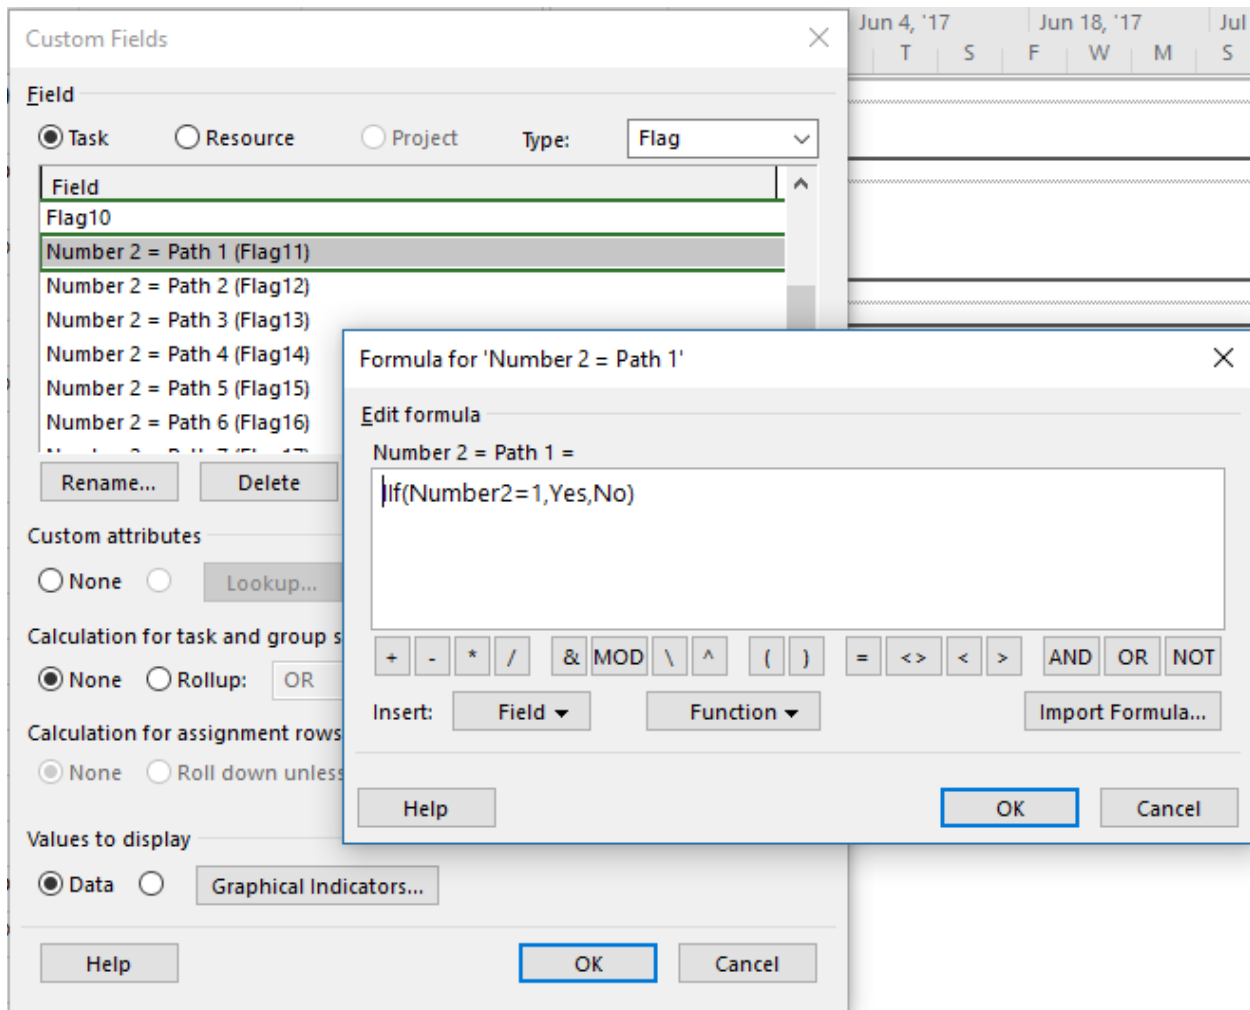 Custom Fields
Jun 4, '17
Jun 18, '17
Jul
T S F W M S
Field
Task
Resource
Project
Type:
Flag
Field
Flag10
Number 2 = Path 1 (Flag11)
Number 2 = Path 2 (Flag12)
Number 2 = Path 3 (Flag13)
Number 2 = Path 4 (Flag14)
Number 2 = Path 5 (Flag15)
Number 2 = Path 6 (Flag16)
Rename...
Delete
Custom attributes
None
Lookup...
Calculation for task and group s
None
Rollup:
OR
Calculation for assignment rows
None
Roll down unless
Values to display
Data
Graphical Indicators...
Help
OK
Cancel
Formula for 'Number 2 = Path 1'
Edit formula
Number 2 = Path 1 =
IIf(Number2=1,Yes,No)
+ - * / & MOD \ ^ ( ) = <> < > AND OR NOT
Insert:
Field
Function
Import Formula...
Help
OK
Cancel